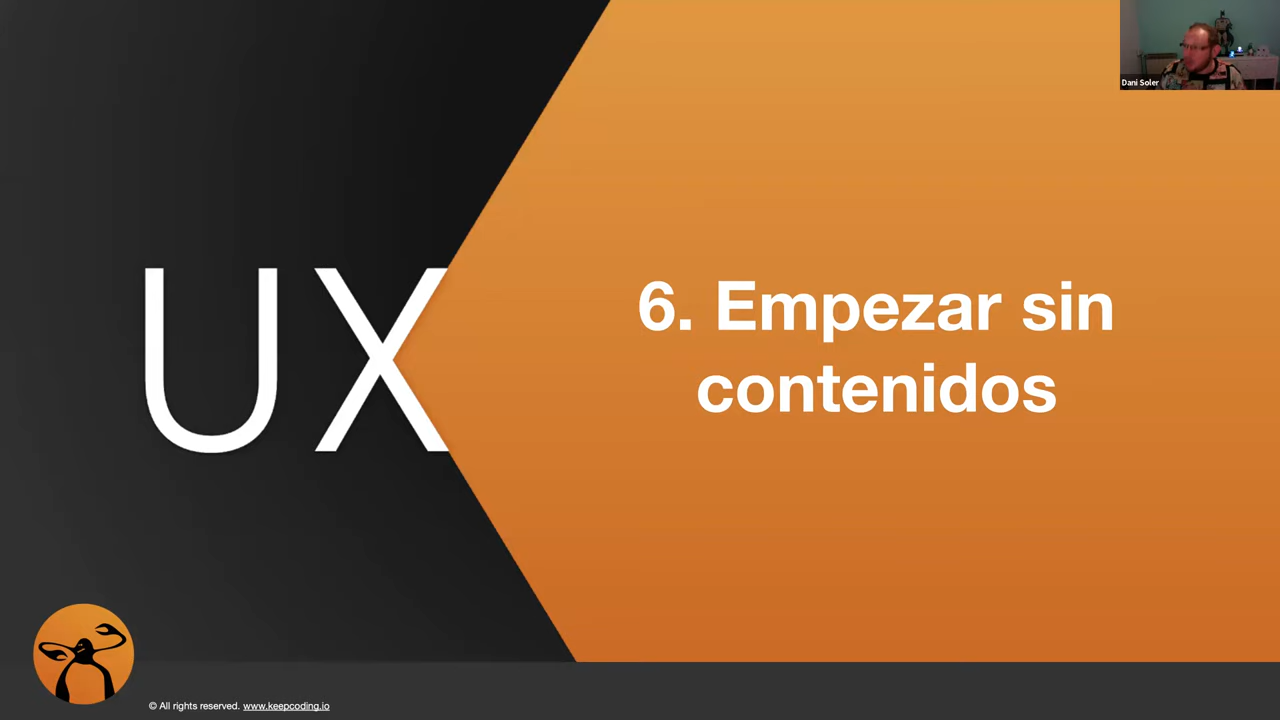 Dani Soler
UX
6. Empezar sin
contenidos
© All rights reserved. www.keepcoding.io